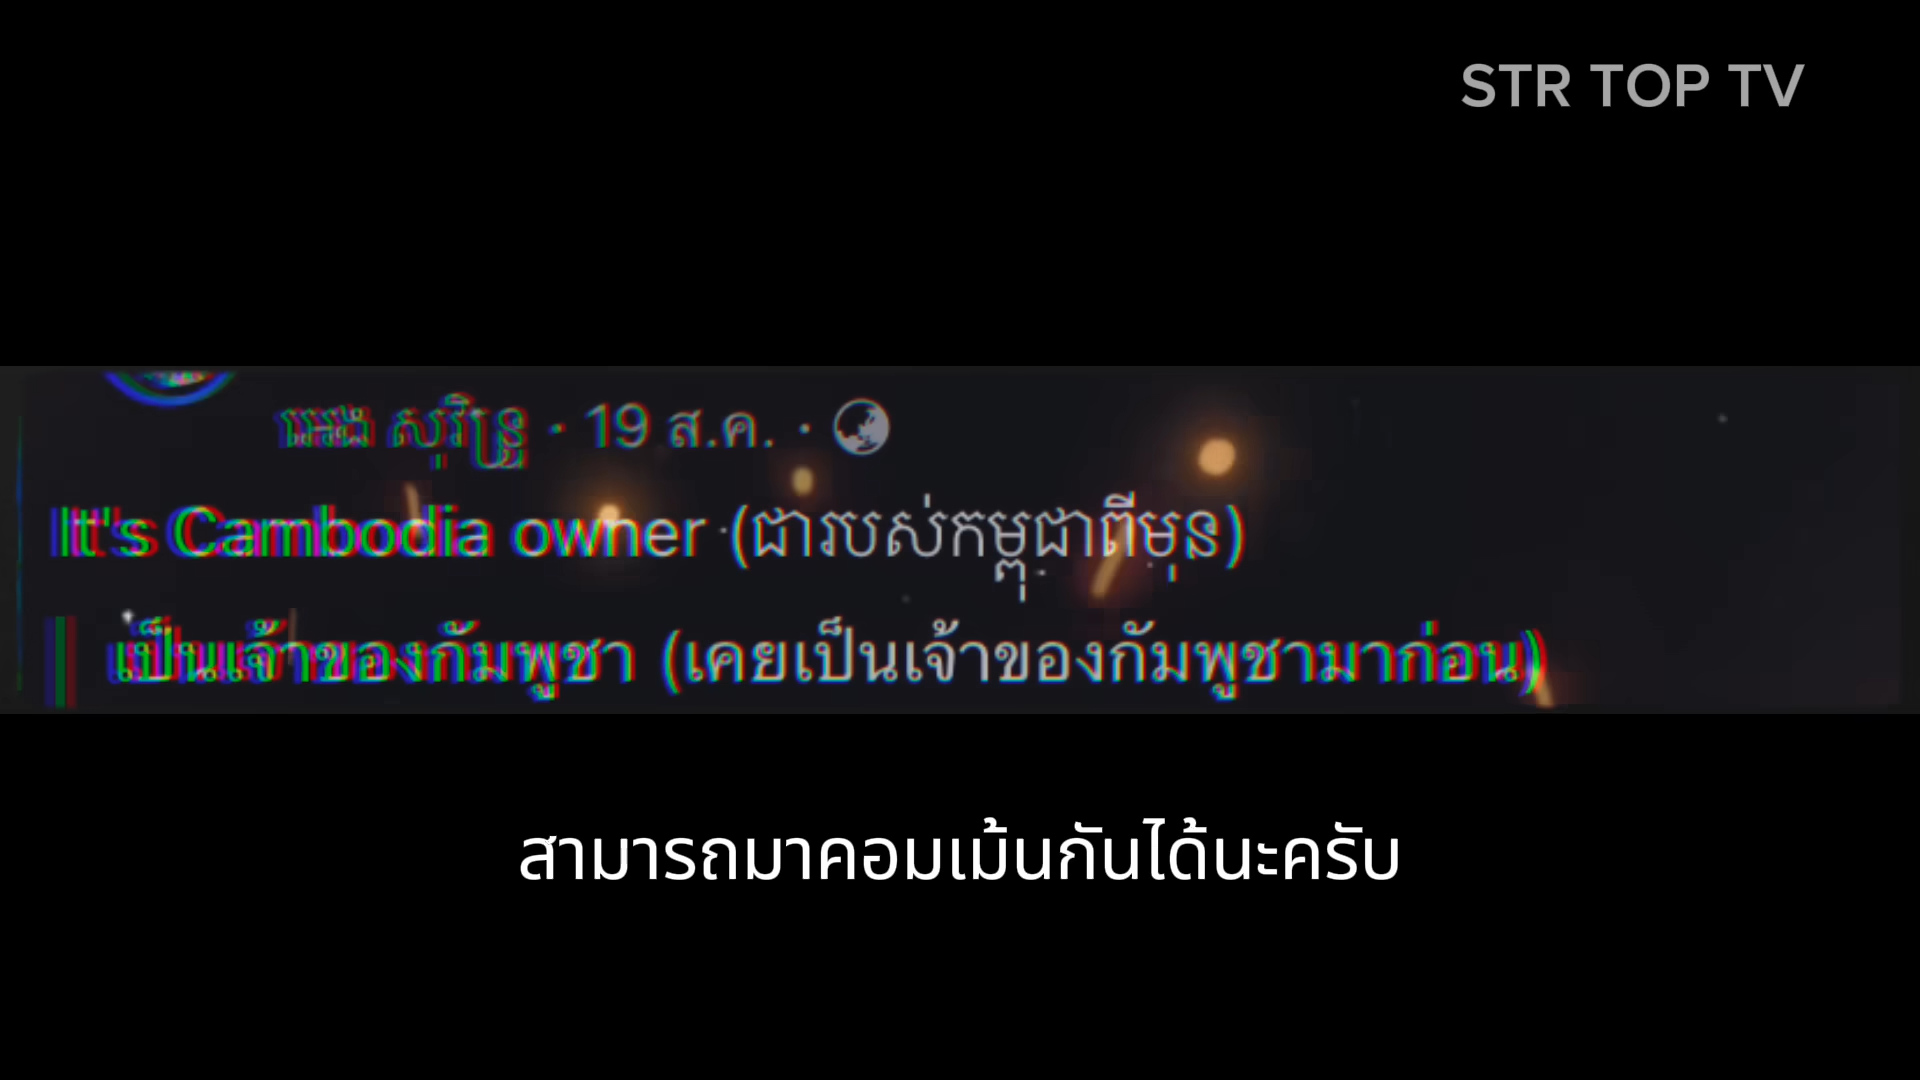 STR TOP TV
សុរិន្ទ្រ · 19 ส.ค. ·
It's Cambodia owner (ជារបស់កម្ពុជាពីមុន)
เป็นเจ้าของกัมพูชา (เคยเป็นเจ้าของกัมพูชามาก่อน)
สามารถมาคอมเม้นกันได้นะครับ